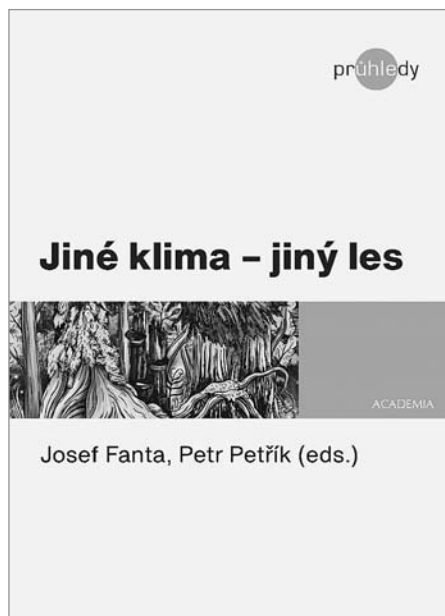 průhledy
Jiné klima – jiný les
ACADEMIA
Josef Fanta, Petr Petřík (eds.)